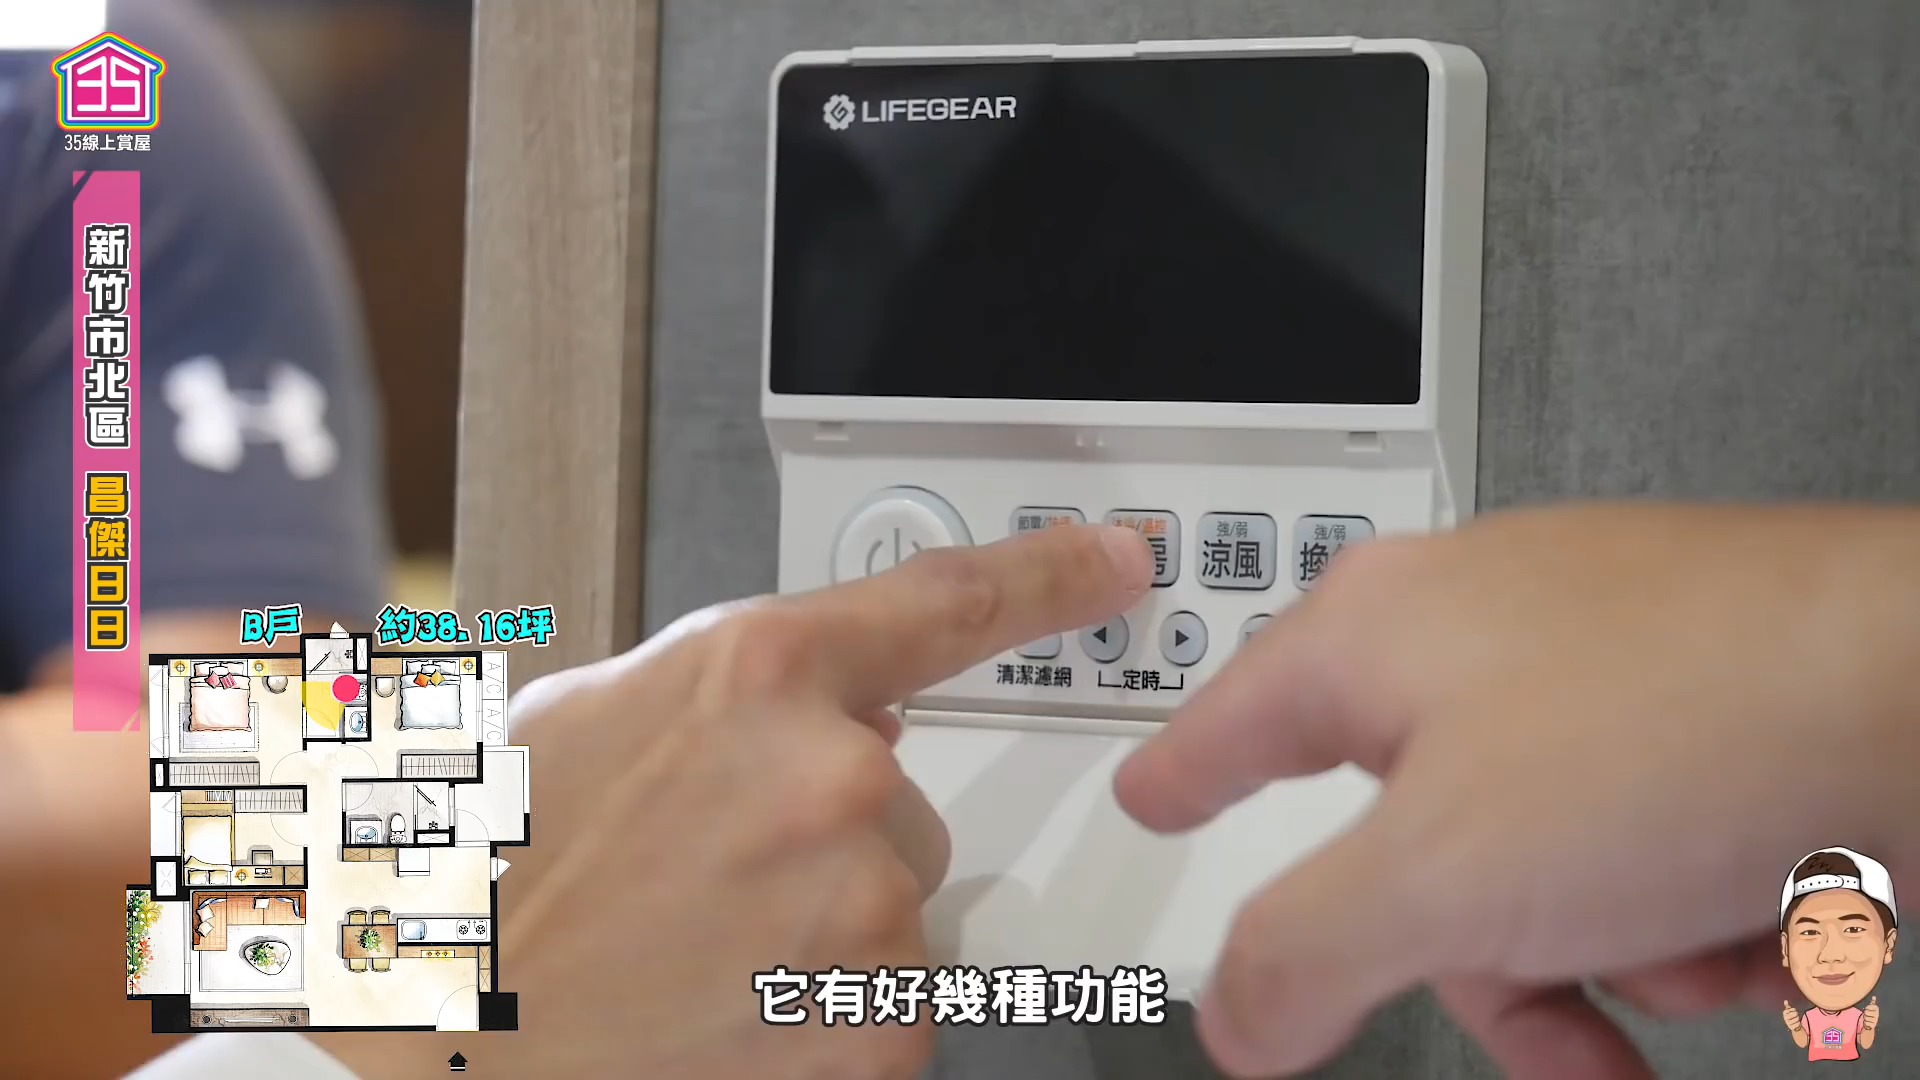 35線上賞屋
新竹市北區 昌傑日日
LIFEGEAR
強/弱
涼風
強/弱
清潔濾網
定時
B戶 約38.16坪
A/C
A/C
它有好幾種功能